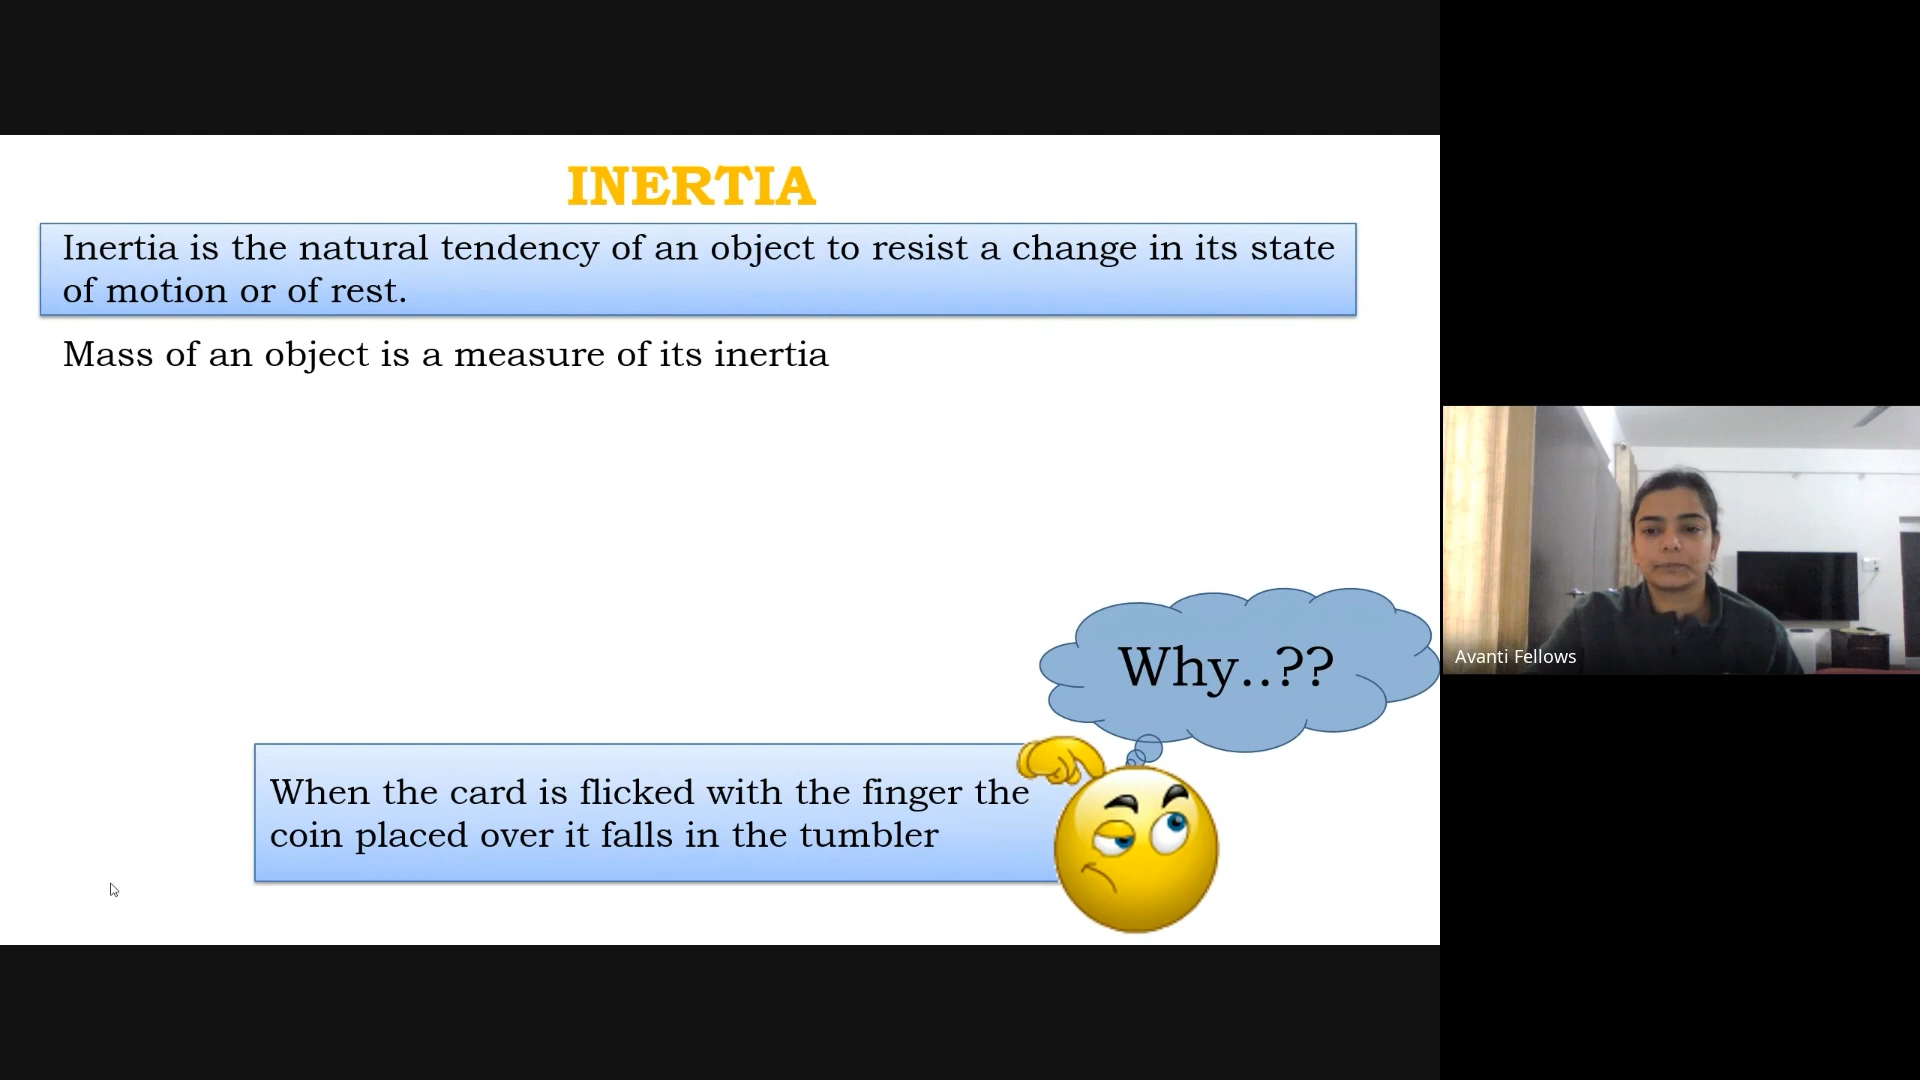 INERTIA
Inertia is the natural tendency of an object to resist a change in its state
of motion or of rest.
Mass of an object is a measure of its inertia
Why..??
When the card is flicked with the finger the
coin placed over it falls in the tumbler
Avanti Fellows